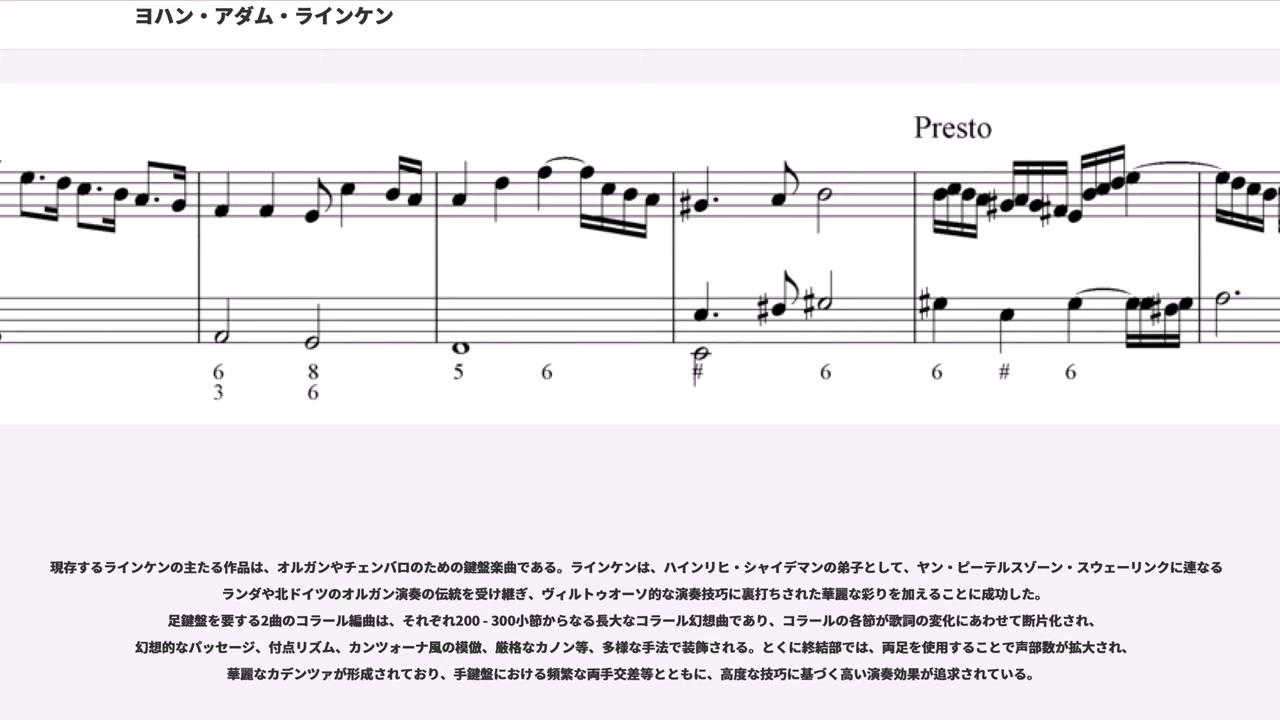 ヨハン・アダム・ラインケン
Presto
6 8 5 6 # 6 6 # 6
3 6
現存するラインケンの主たる作品は、オルガンやチェンバロのための鍵盤楽曲である。ラインケンは、ハインリヒ・シャイデマンの弟子として、ヤン・ピーテルスゾーン・スウェーリンクに連なる
ランダや北ドイツのオルガン演奏の伝統を受け継ぎ、ヴィルトゥオーソ的な演奏技巧に裏打ちされた華麗な彩りを加えることに成功した。
足鍵盤を要する2曲のコラール編曲は、それぞれ200 - 300小節からなる長大なコラール幻想曲であり、コラールの各節が歌詞の変化にあわせて断片化され、
幻想的なパッセージ、付点リズム、カンツォーナ風の模倣、厳格なカノン等、多様な手法で装飾される。とくに終結部では、両足を使用することで声部数が拡大され、
華麗なカデンツァが形成されており、手鍵盤における頻繁な両手交差等とともに、高度な技巧に基づく高い演奏効果が追求されている。